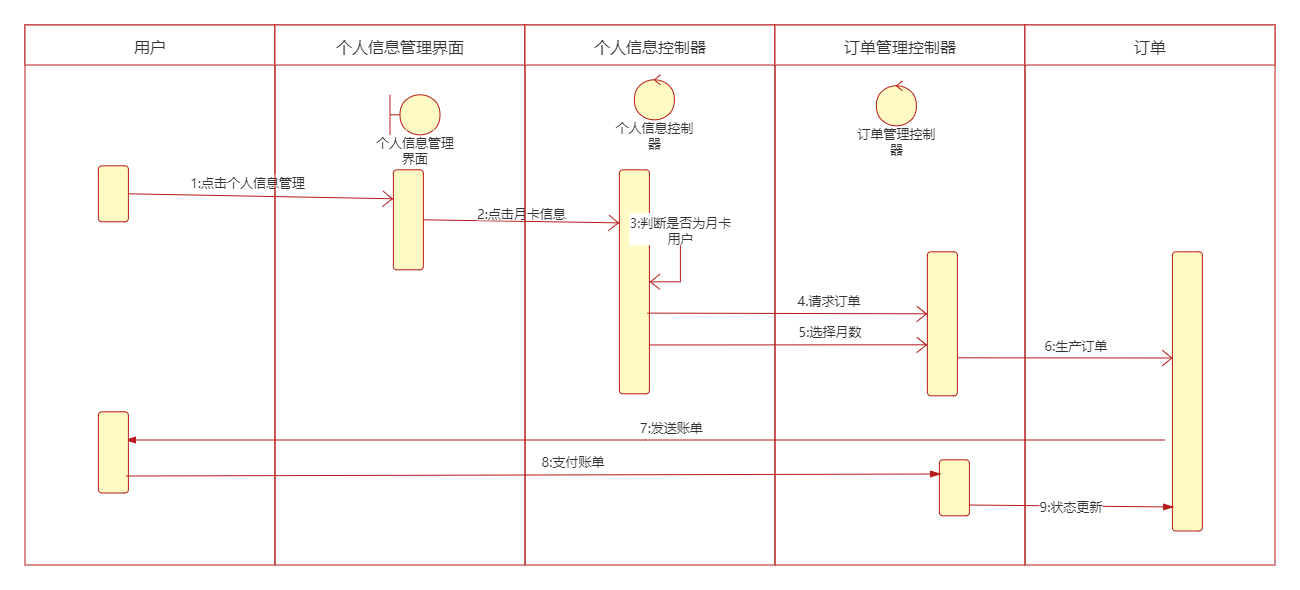 用户
个人信息管理界面
个人信息控制器
订单管理控制器
订单
个人信息管理
界面
个人信息控制
器
订单管理控制
器
1:点击个人信息管理
2:点击月卡信息
3:判断是否为月卡
用户
4.请求订单
5:选择月数
6:生产订单
7:发送账单
8:支付账单
9:状态更新